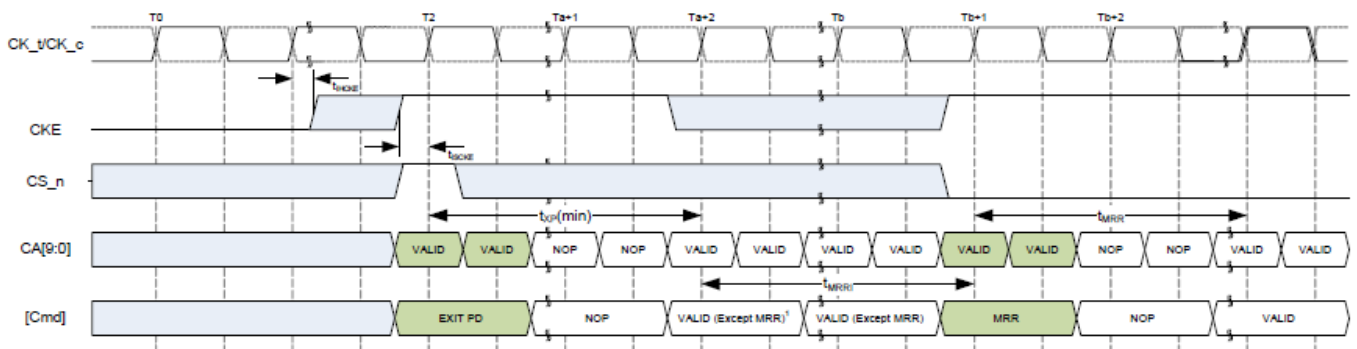 T0 T2 Ta+1 Ta+2 Tb Tb+1 Tb+2
CK_t/CK_c
tIHCKE
CKE
tISCKE
CS_n
tXP(min) tMRR
CA[9:0] VALID VALID NOP NOP VALID VALID VALID VALID VALID VALID NOP NOP VALID VALID
tMRRI
[Cmd] EXIT PD NOP VALID (Except MRR)¹ VALID (Except MRR) MRR NOP VALID